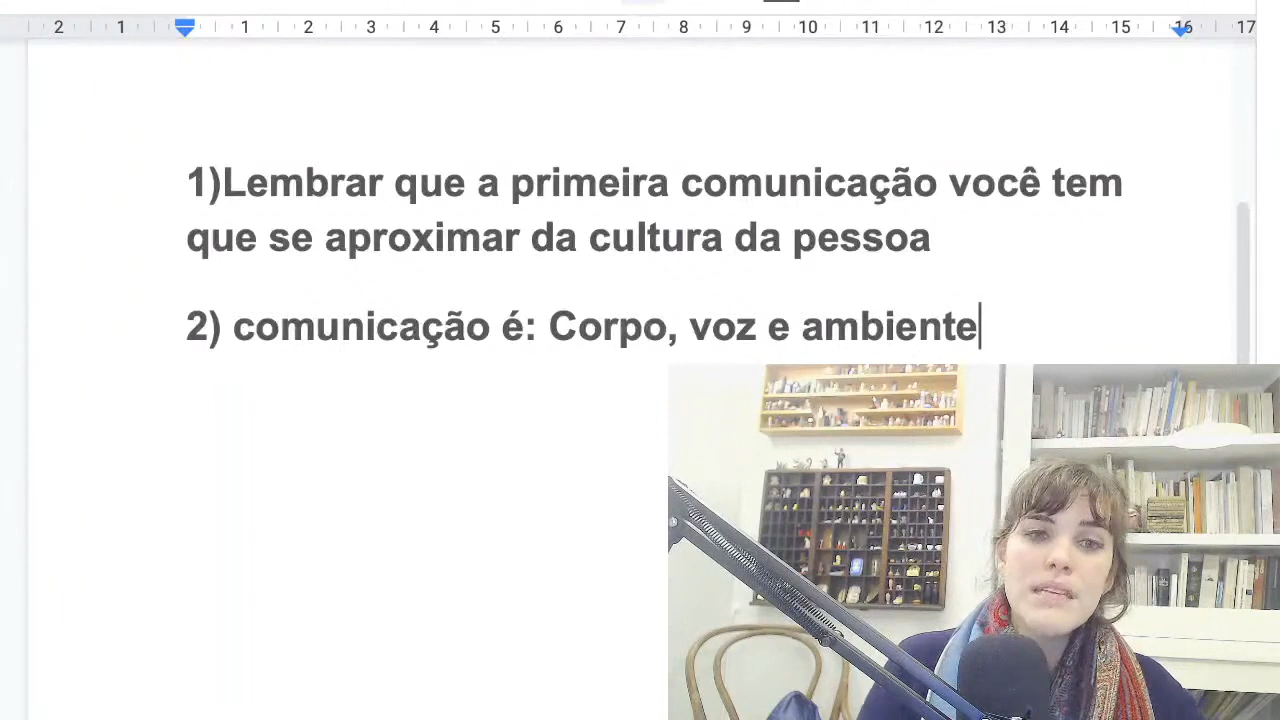 2 1 1 2 3 4 5 6 7 8 9 10 11 12 13 14 15 16 17
1)Lembrar que a primeira comunicação você tem
que se aproximar da cultura da pessoa
2) comunicação é: Corpo, voz e ambiente